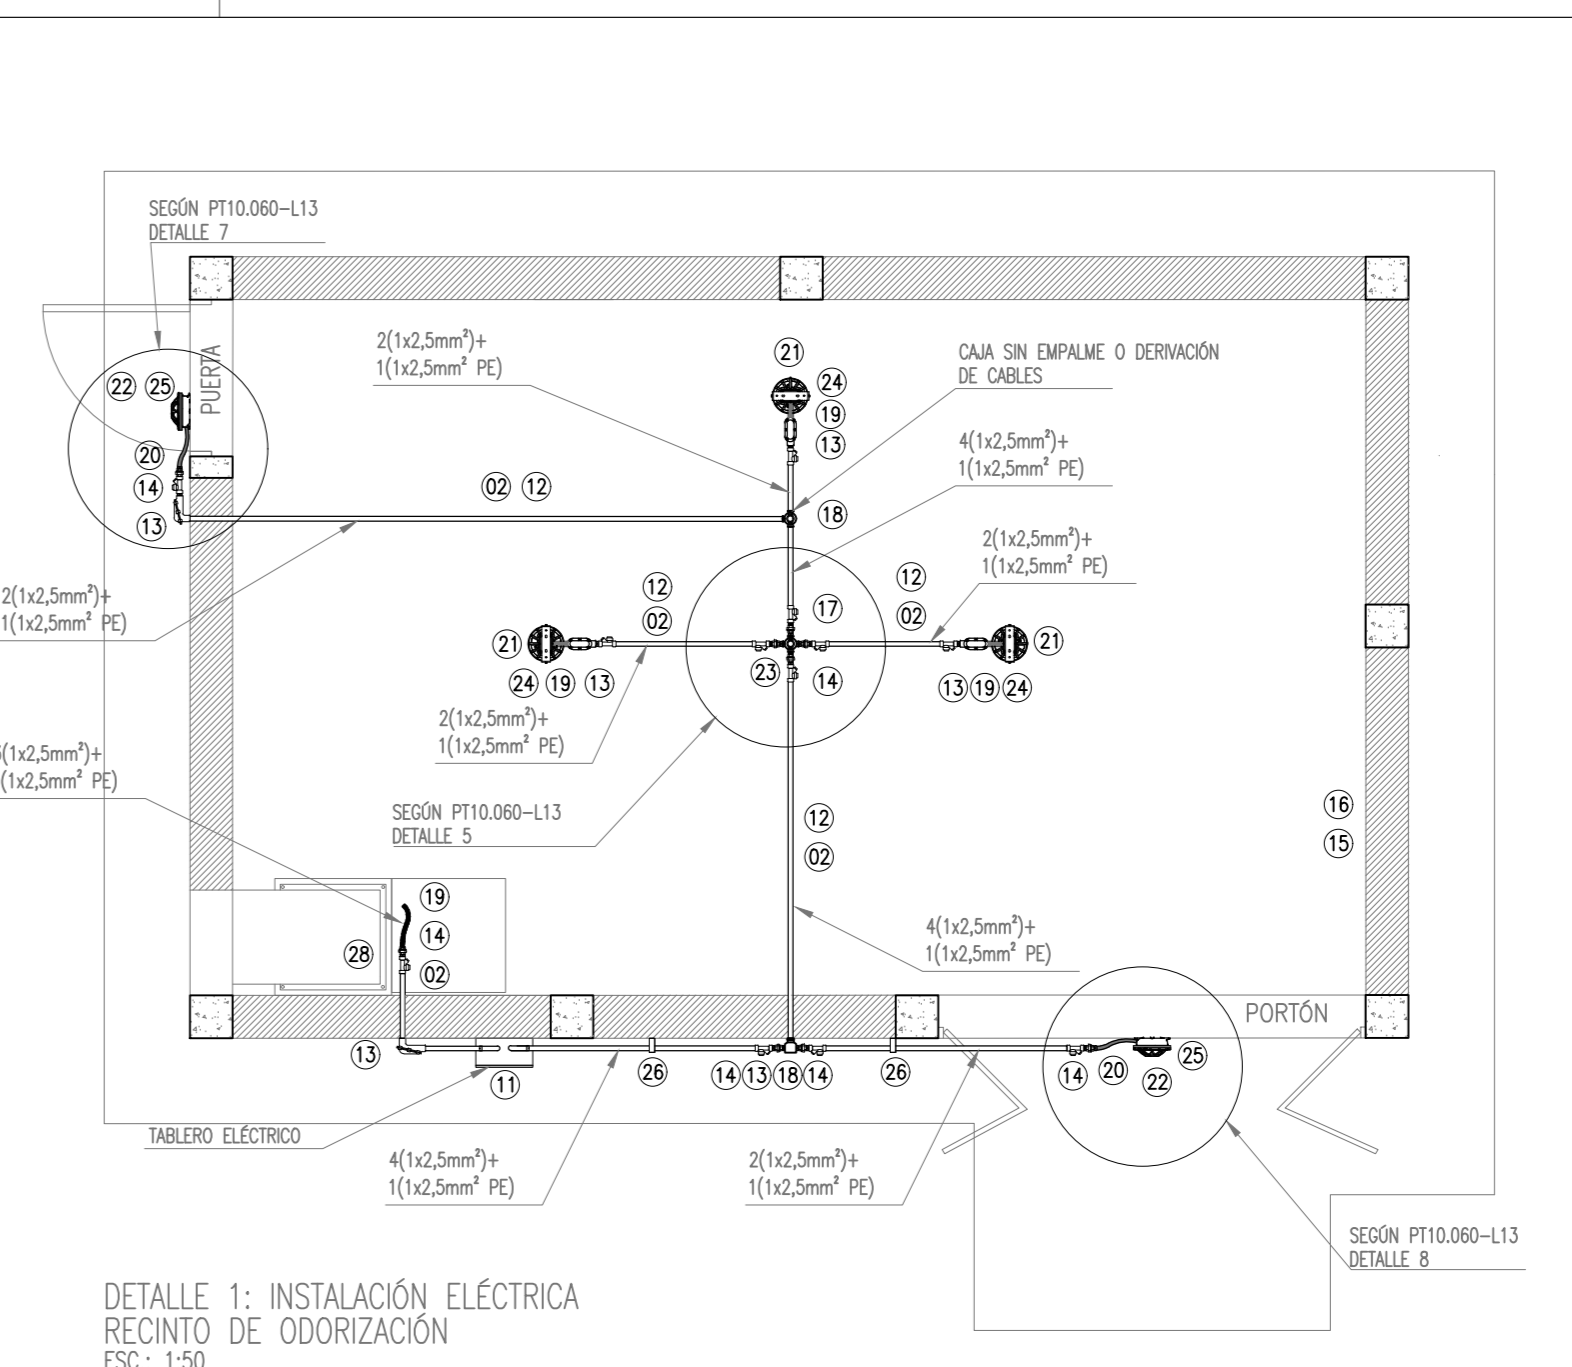 SEGÚN PT10.060-L13
DETALLE 7
PUERTA
22 25
20
14
13
2(1x2,5mm²)+
1(1x2,5mm² PE)
21
24
19
13
CAJA SIN EMPALME O DERIVACIÓN
DE CABLES
4(1x2,5mm²)+
1(1x2,5mm² PE)
02 12
18
2(1x2,5mm²)+
1(1x2,5mm² PE)
2(1x2,5mm²)+
1(1x2,5mm² PE)
12
02
17
12
02
21
24 19 13
23
14
13 19 24
21
2(1x2,5mm²)+
1(1x2,5mm² PE)
(1x2,5mm²)+
(1x2,5mm² PE)
SEGÚN PT10.060-L13
DETALLE 5
12
02
16
15
19
14
02
28
4(1x2,5mm²)+
1(1x2,5mm² PE)
PORTÓN
13
11
26
14 13 18 14
26
14 20 22 25
TABLERO ELÉCTRICO
4(1x2,5mm²)+
1(1x2,5mm² PE)
2(1x2,5mm²)+
1(1x2,5mm² PE)
SEGÚN PT10.060-L13
DETALLE 8
DETALLE 1: INSTALACIÓN ELÉCTRICA
RECINTO DE ODORIZACIÓN
ESC.: 1:50